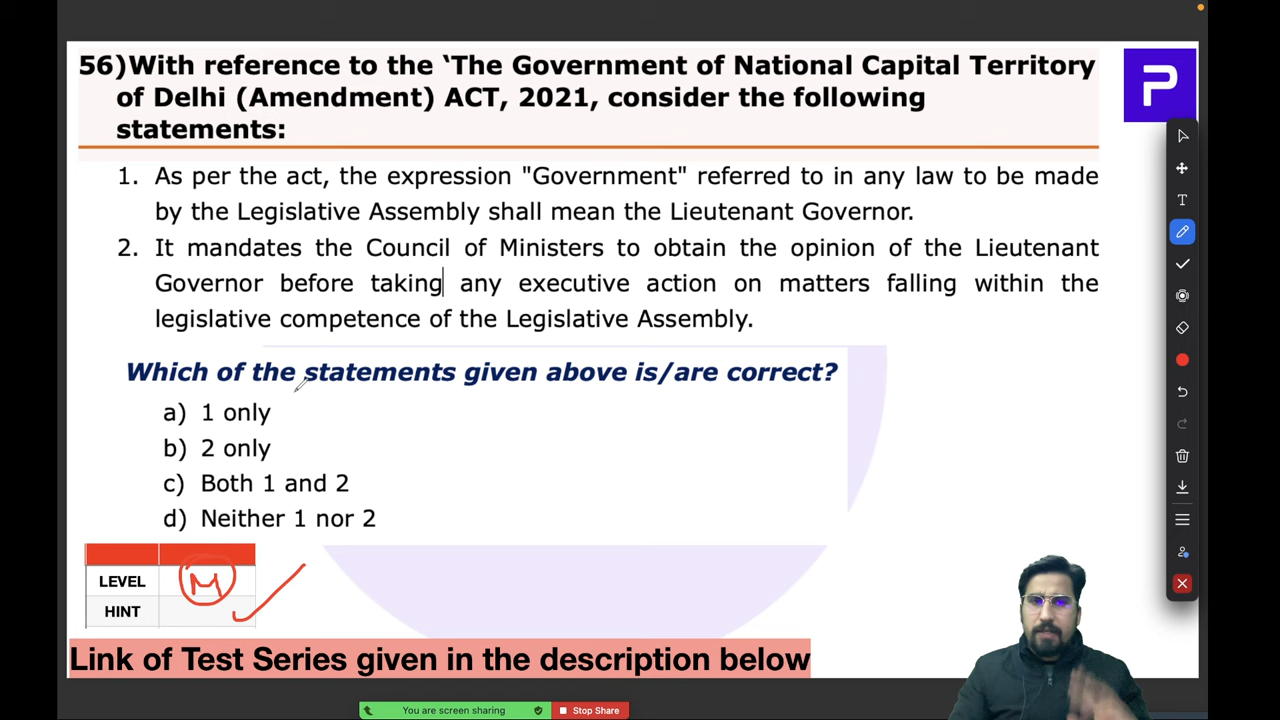 56)With reference to the ‘The Government of National Capital Territory
of Delhi (Amendment) ACT, 2021, consider the following
statements:
P
1. As per the act, the expression "Government" referred to in any law to be made
by the Legislative Assembly shall mean the Lieutenant Governor.
2. It mandates the Council of Ministers to obtain the opinion of the Lieutenant
Governor before taking any executive action on matters falling within the
legislative competence of the Legislative Assembly.
Which of the statements given above is/are correct?
a) 1 only
b) 2 only
c) Both 1 and 2
d) Neither 1 nor 2
LEVEL M
HINT
Link of Test Series given in the description below
You are screen sharing Stop Share